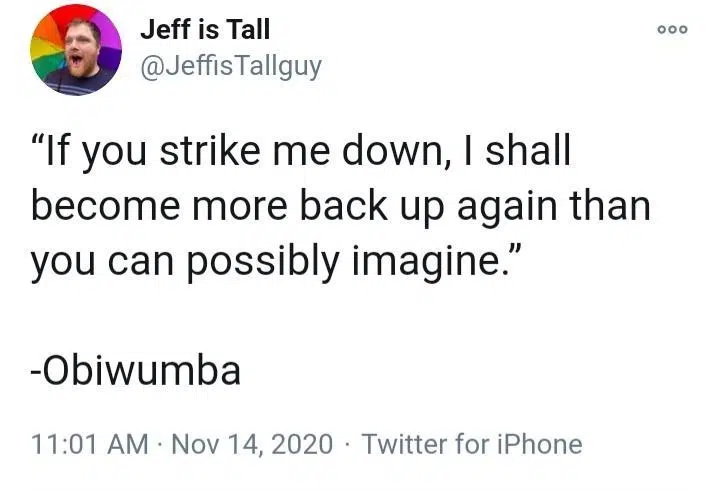 Jeff is Tall
@JeffisTallguy
“If you strike me down, I shall
become more back up again than
you can possibly imagine.”
-Obiwumba
11:01 AM · Nov 14, 2020 · Twitter for iPhone